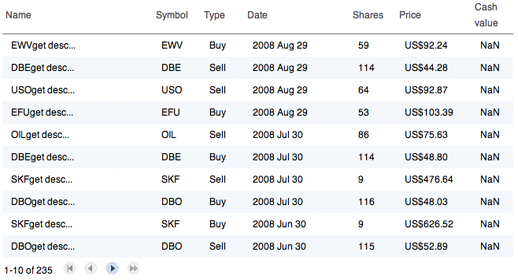 Name Symbol Type Date Shares Price Cash value
EWVget desc... EWV Buy 2008 Aug 29 59 US$92.24 NaN
DBEget desc... DBE Sell 2008 Aug 29 114 US$44.28 NaN
USOget desc... USO Sell 2008 Aug 29 64 US$92.87 NaN
EFUget desc... EFU Buy 2008 Aug 29 53 US$103.39 NaN
OILget desc... OIL Sell 2008 Jul 30 86 US$75.63 NaN
DBEget desc... DBE Buy 2008 Jul 30 114 US$48.80 NaN
SKFget desc... SKF Sell 2008 Jul 30 9 US$476.64 NaN
DBOget desc... DBO Buy 2008 Jul 30 116 US$48.03 NaN
SKFget desc... SKF Buy 2008 Jun 30 9 US$626.52 NaN
DBOget desc... DBO Sell 2008 Jun 30 115 US$52.89 NaN
1-10 of 235